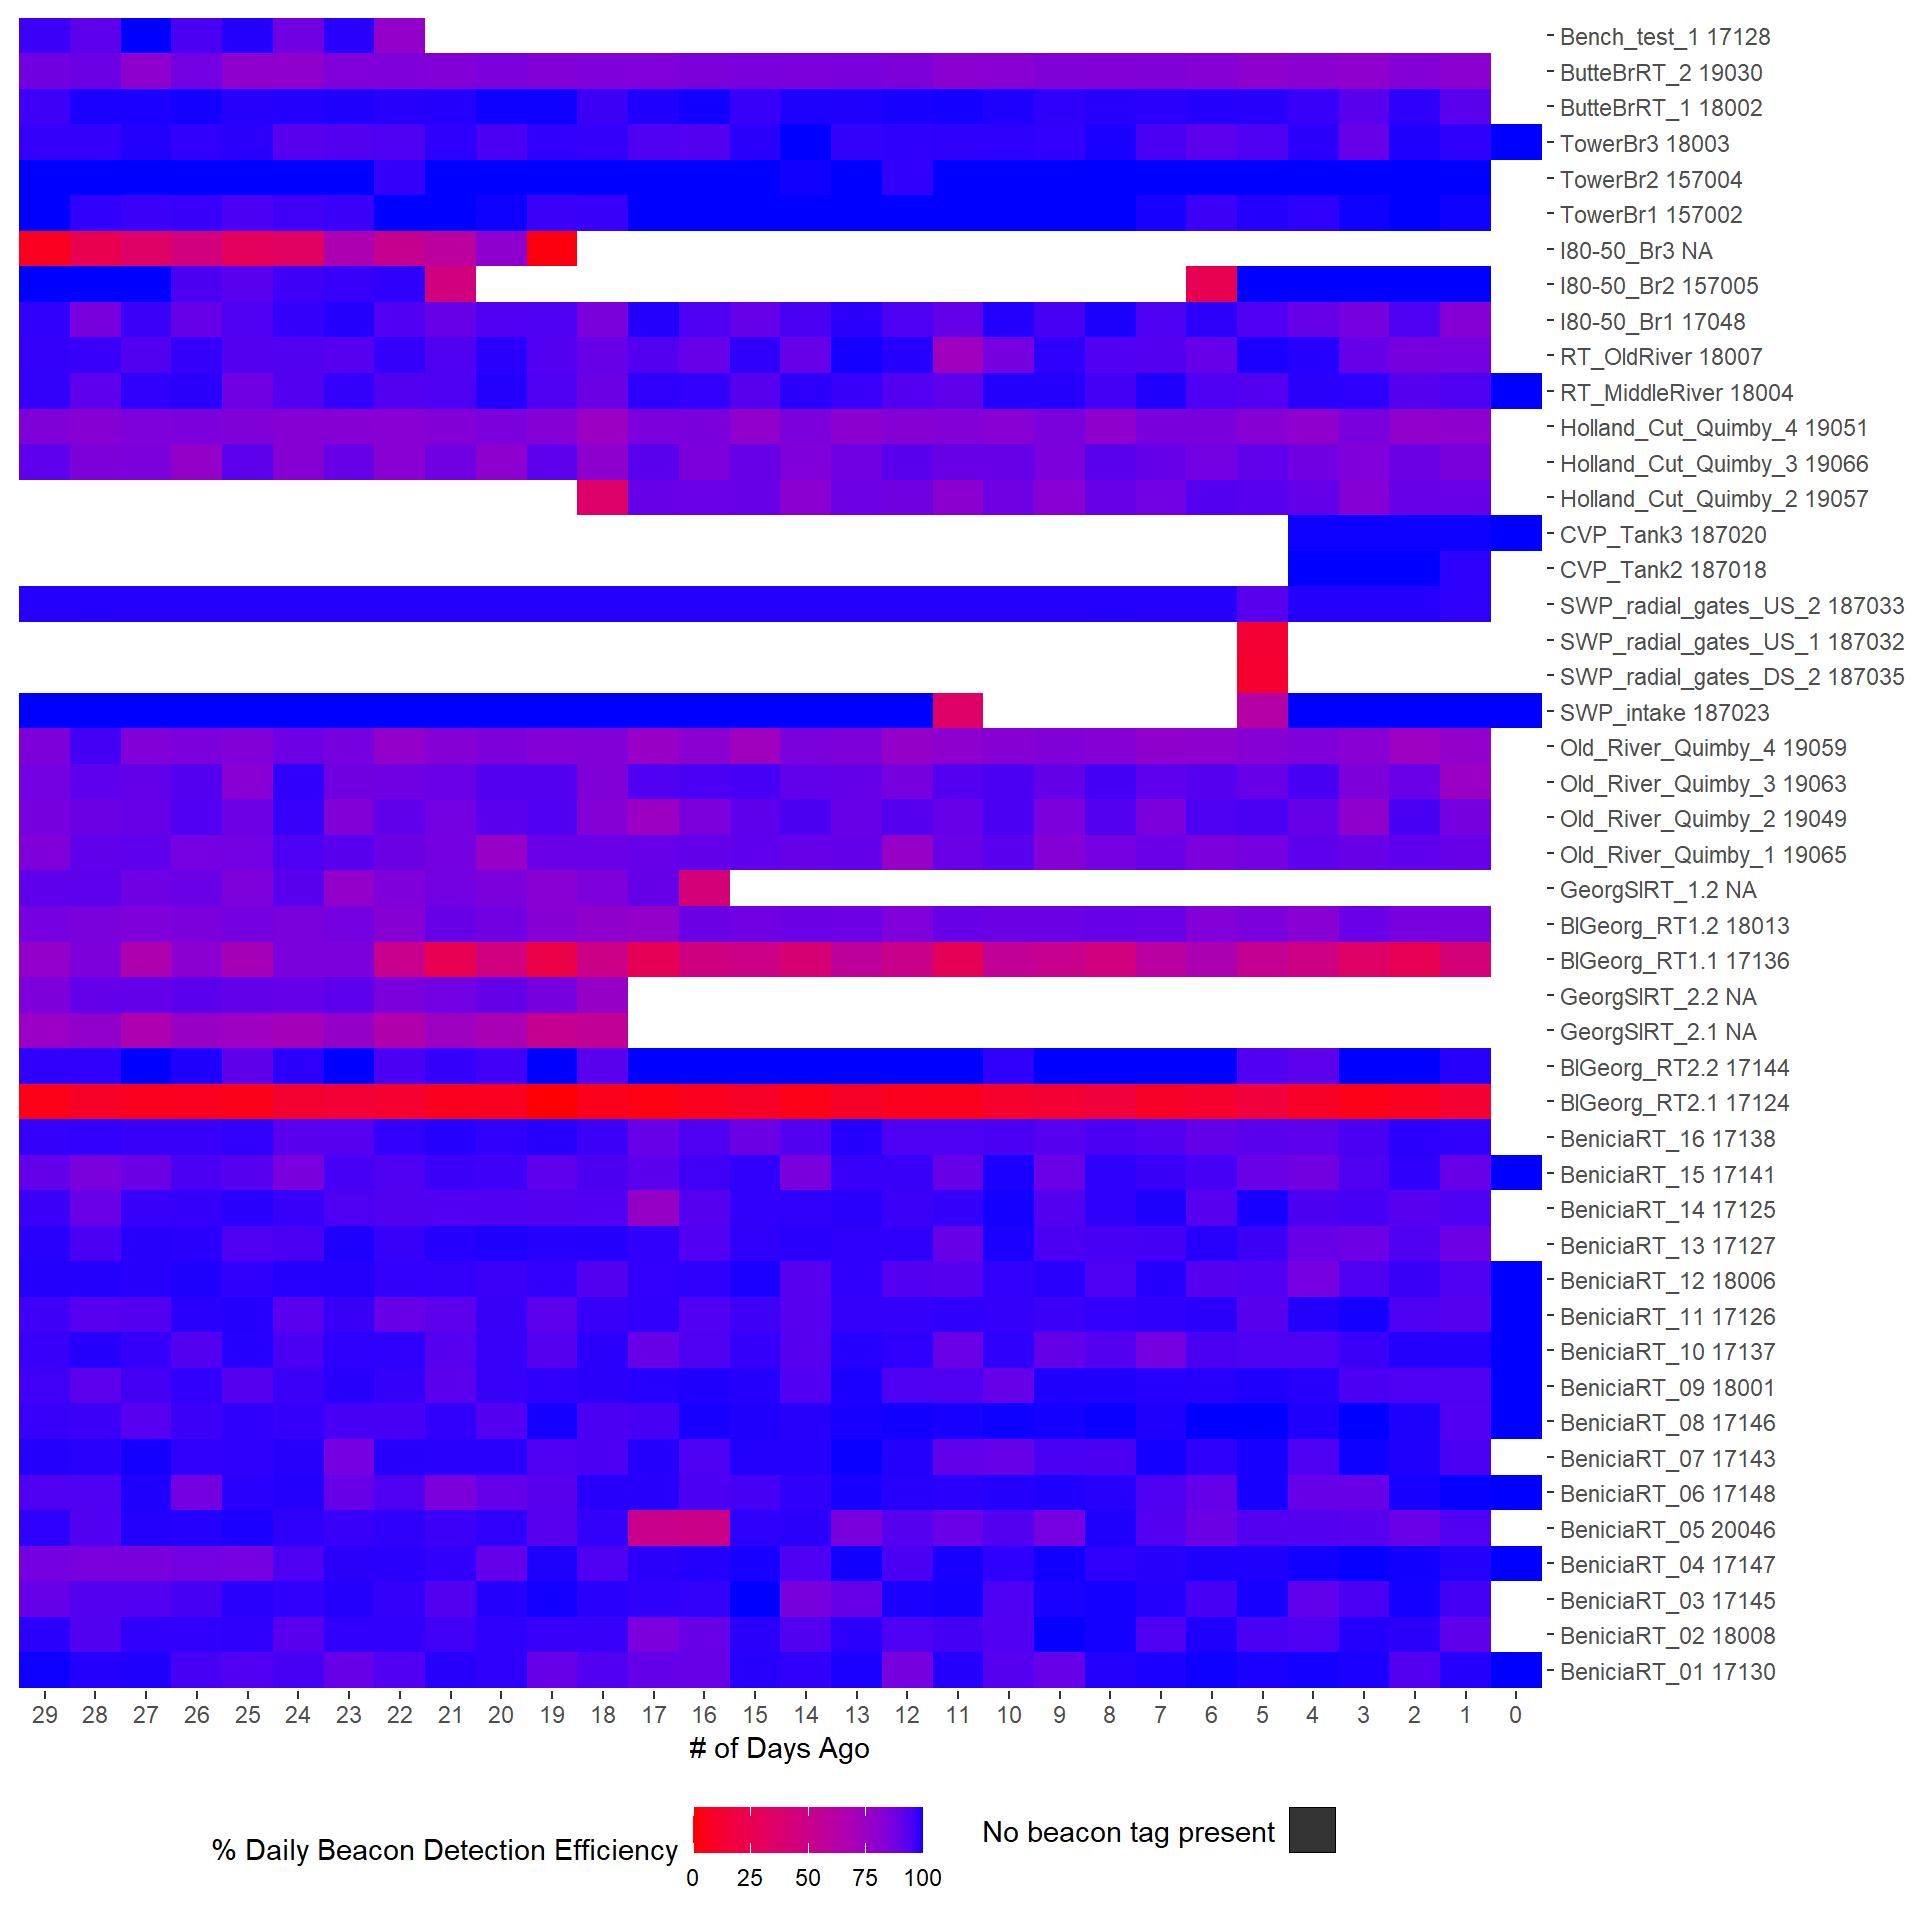 Bench_test_1 17128
ButteBrRT_2 19030
ButteBrRT_1 18002
TowerBr3 18003
TowerBr2 157004
TowerBr1 157002
I80-50_Br3 NA
I80-50_Br2 157005
I80-50_Br1 17048
RT_OldRiver 18007
RT_MiddleRiver 18004
Holland_Cut_Quimby_4 19051
Holland_Cut_Quimby_3 19066
Holland_Cut_Quimby_2 19057
CVP_Tank3 187020
CVP_Tank2 187018
SWP_radial_gates_US_2 187033
SWP_radial_gates_US_1 187032
SWP_radial_gates_DS_2 187035
SWP_intake 187023
Old_River_Quimby_4 19059
Old_River_Quimby_3 19063
Old_River_Quimby_2 19049
Old_River_Quimby_1 19065
GeorgSlRT_1.2 NA
BlGeorg_RT1.2 18013
BlGeorg_RT1.1 17136
GeorgSlRT_2.2 NA
GeorgSlRT_2.1 NA
BlGeorg_RT2.2 17144
BlGeorg_RT2.1 17124
BeniciaRT_16 17138
BeniciaRT_15 17141
BeniciaRT_14 17125
BeniciaRT_13 17127
BeniciaRT_12 18006
BeniciaRT_11 17126
BeniciaRT_10 17137
BeniciaRT_09 18001
BeniciaRT_08 17146
BeniciaRT_07 17143
BeniciaRT_06 17148
BeniciaRT_05 20046
BeniciaRT_04 17147
BeniciaRT_03 17145
BeniciaRT_02 18008
BeniciaRT_01 17130
29 28 27 26 25 24 23 22 21 20 19 18 17 16 15 14 13 12 11 10 9 8 7 6 5 4 3 2 1 0
# of Days Ago
% Daily Beacon Detection Efficiency
0 25 50 75 100
No beacon tag present